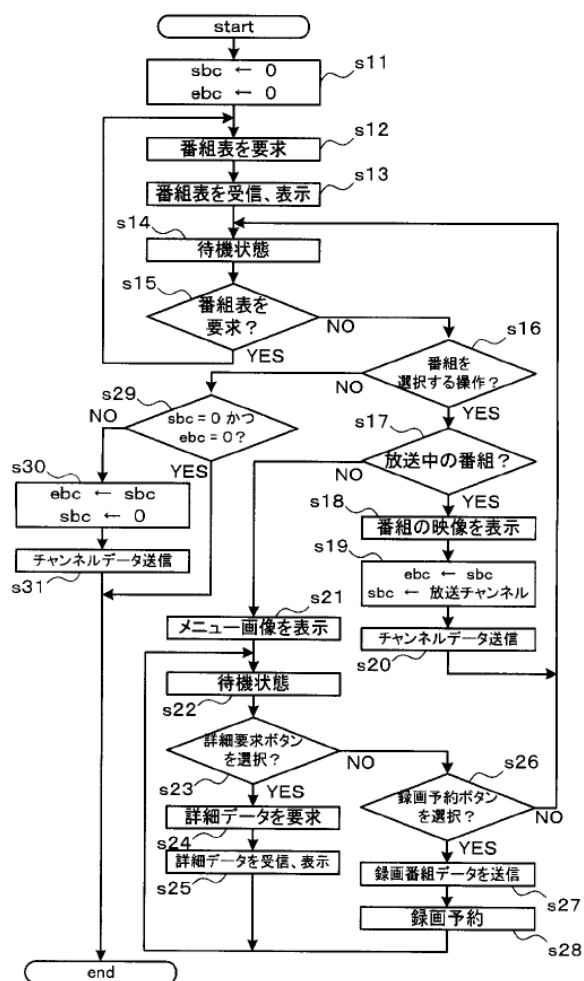 start
s11
sbc ← 0
ebc ← 0
s12
番組表を要求
s13
番組表を受信、表示
s14
待機状態
s15
番組表を
要求？
NO
YES
s16
番組を
選択する操作？
NO
YES
s29
sbc = 0 かつ
ebc = 0？
NO
YES
s17
放送中の番組？
NO
YES
s30
ebc ← sbc
sbc ← 0
s18
番組の映像を表示
s19
ebc ← sbc
sbc ← 放送チャンネル
チャンネルデータ送信
s31
s21
メニュー画像を表示
チャンネルデータ送信
s20
待機状態
s22
詳細要求ボタン
を選択？
NO
s23
YES
s26
録画予約ボタン
を選択？
NO
YES
詳細データを要求
s24
詳細データを受信、表示
s25
録画番組データを送信
s27
録画予約
s28
end